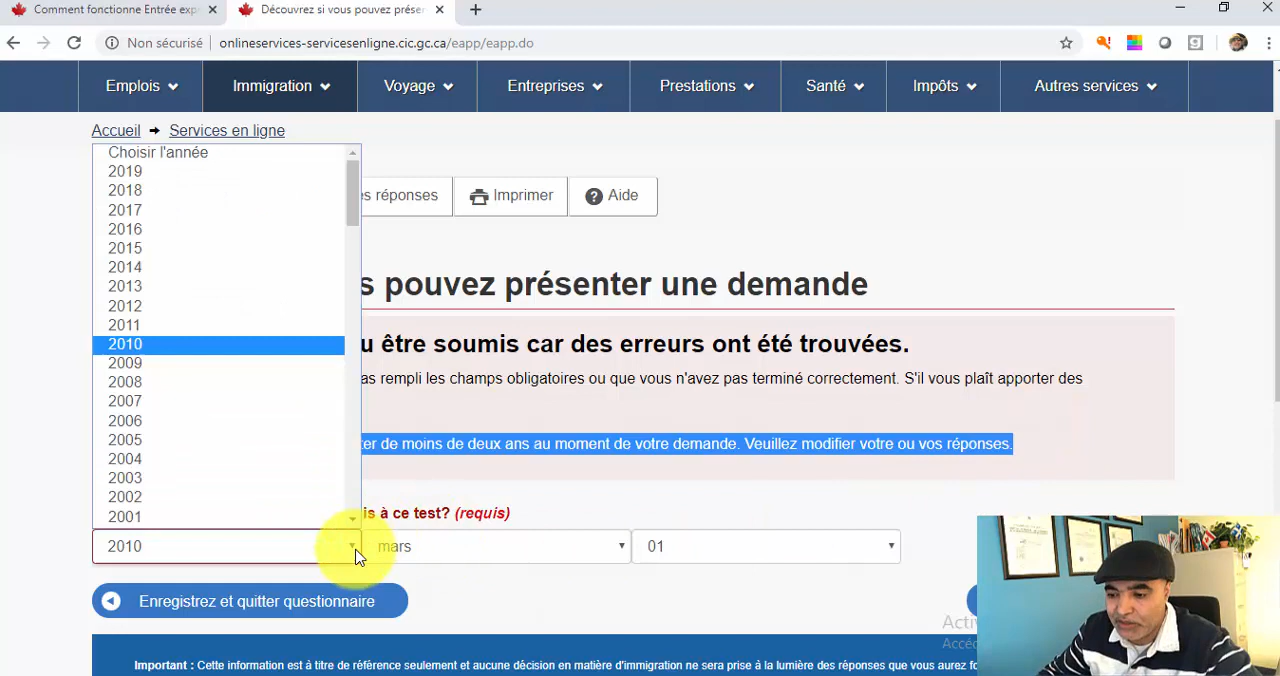 Comment fonctionne Entrée exp
Découvrez si vous pouvez présen
Non sécurisé
onlineservices-servicesenligne.cic.gc.ca/eapp/eapp.do
Emplois
Immigration
Voyage
Entreprises
Prestations
Santé
Impôts
Autres services
Accueil
Services en ligne
Choisir l'année
2019
2018
2017
2016
2015
2014
2013
2012
2011
2010
2009
2008
2007
2006
2005
2004
2003
2002
2001
es réponses
Imprimer
Aide
s pouvez présenter une demande
u être soumis car des erreurs ont été trouvées.
as rempli les champs obligatoires ou que vous n'avez pas terminé correctement. S'il vous plaît apporter des
ter de moins de deux ans au moment de votre demande. Veuillez modifier votre ou vos réponses.
is à ce test? (requis)
2010
mars
01
Enregistrez et quitter questionnaire
Activ
Accéd
Important : Cette information est à titre de référence seulement et aucune décision en matière d'immigration ne sera prise à la lumière des réponses que vous aurez fo